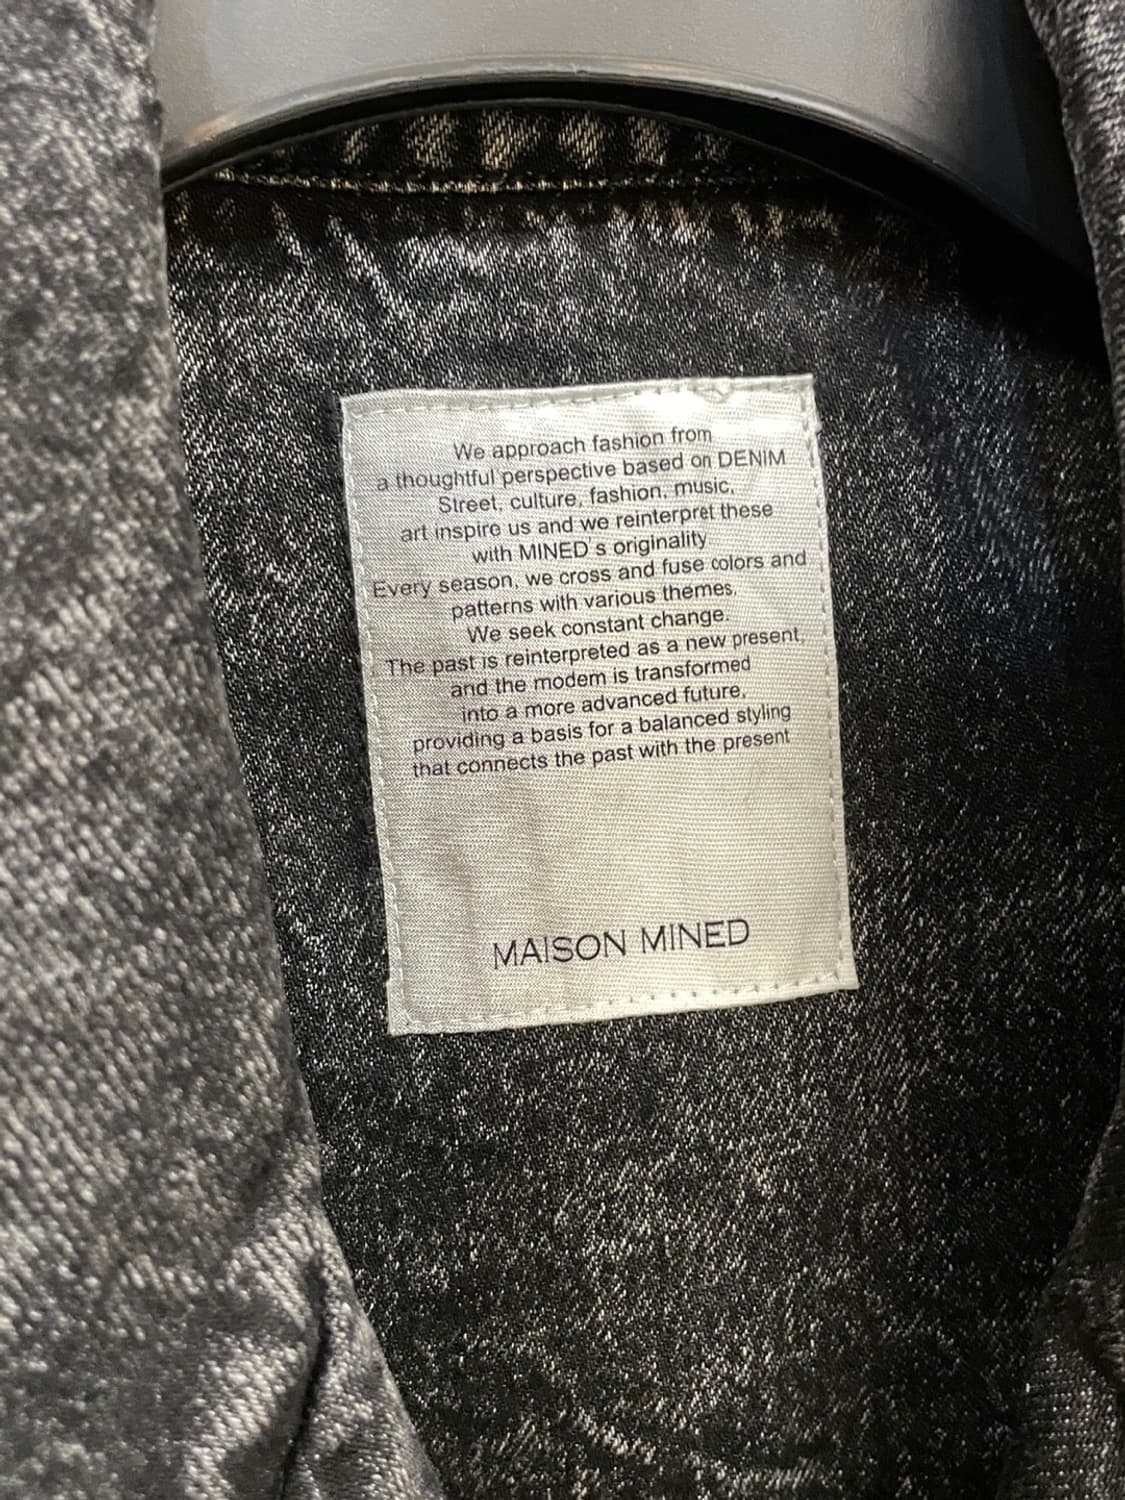 We approach fashion from
a thoughtful perspective based on DENIM
Street, culture, fashion, music,
art inspire us and we reinterpret these
with MINED's originality
Every season, we cross and fuse colors and
patterns with various themes.
We seek constant change.
The past is reinterpreted as a new present,
and the modem is transformed
into a more advanced future,
providing a basis for a balanced styling
that connects the past with the present
MAISON MINED